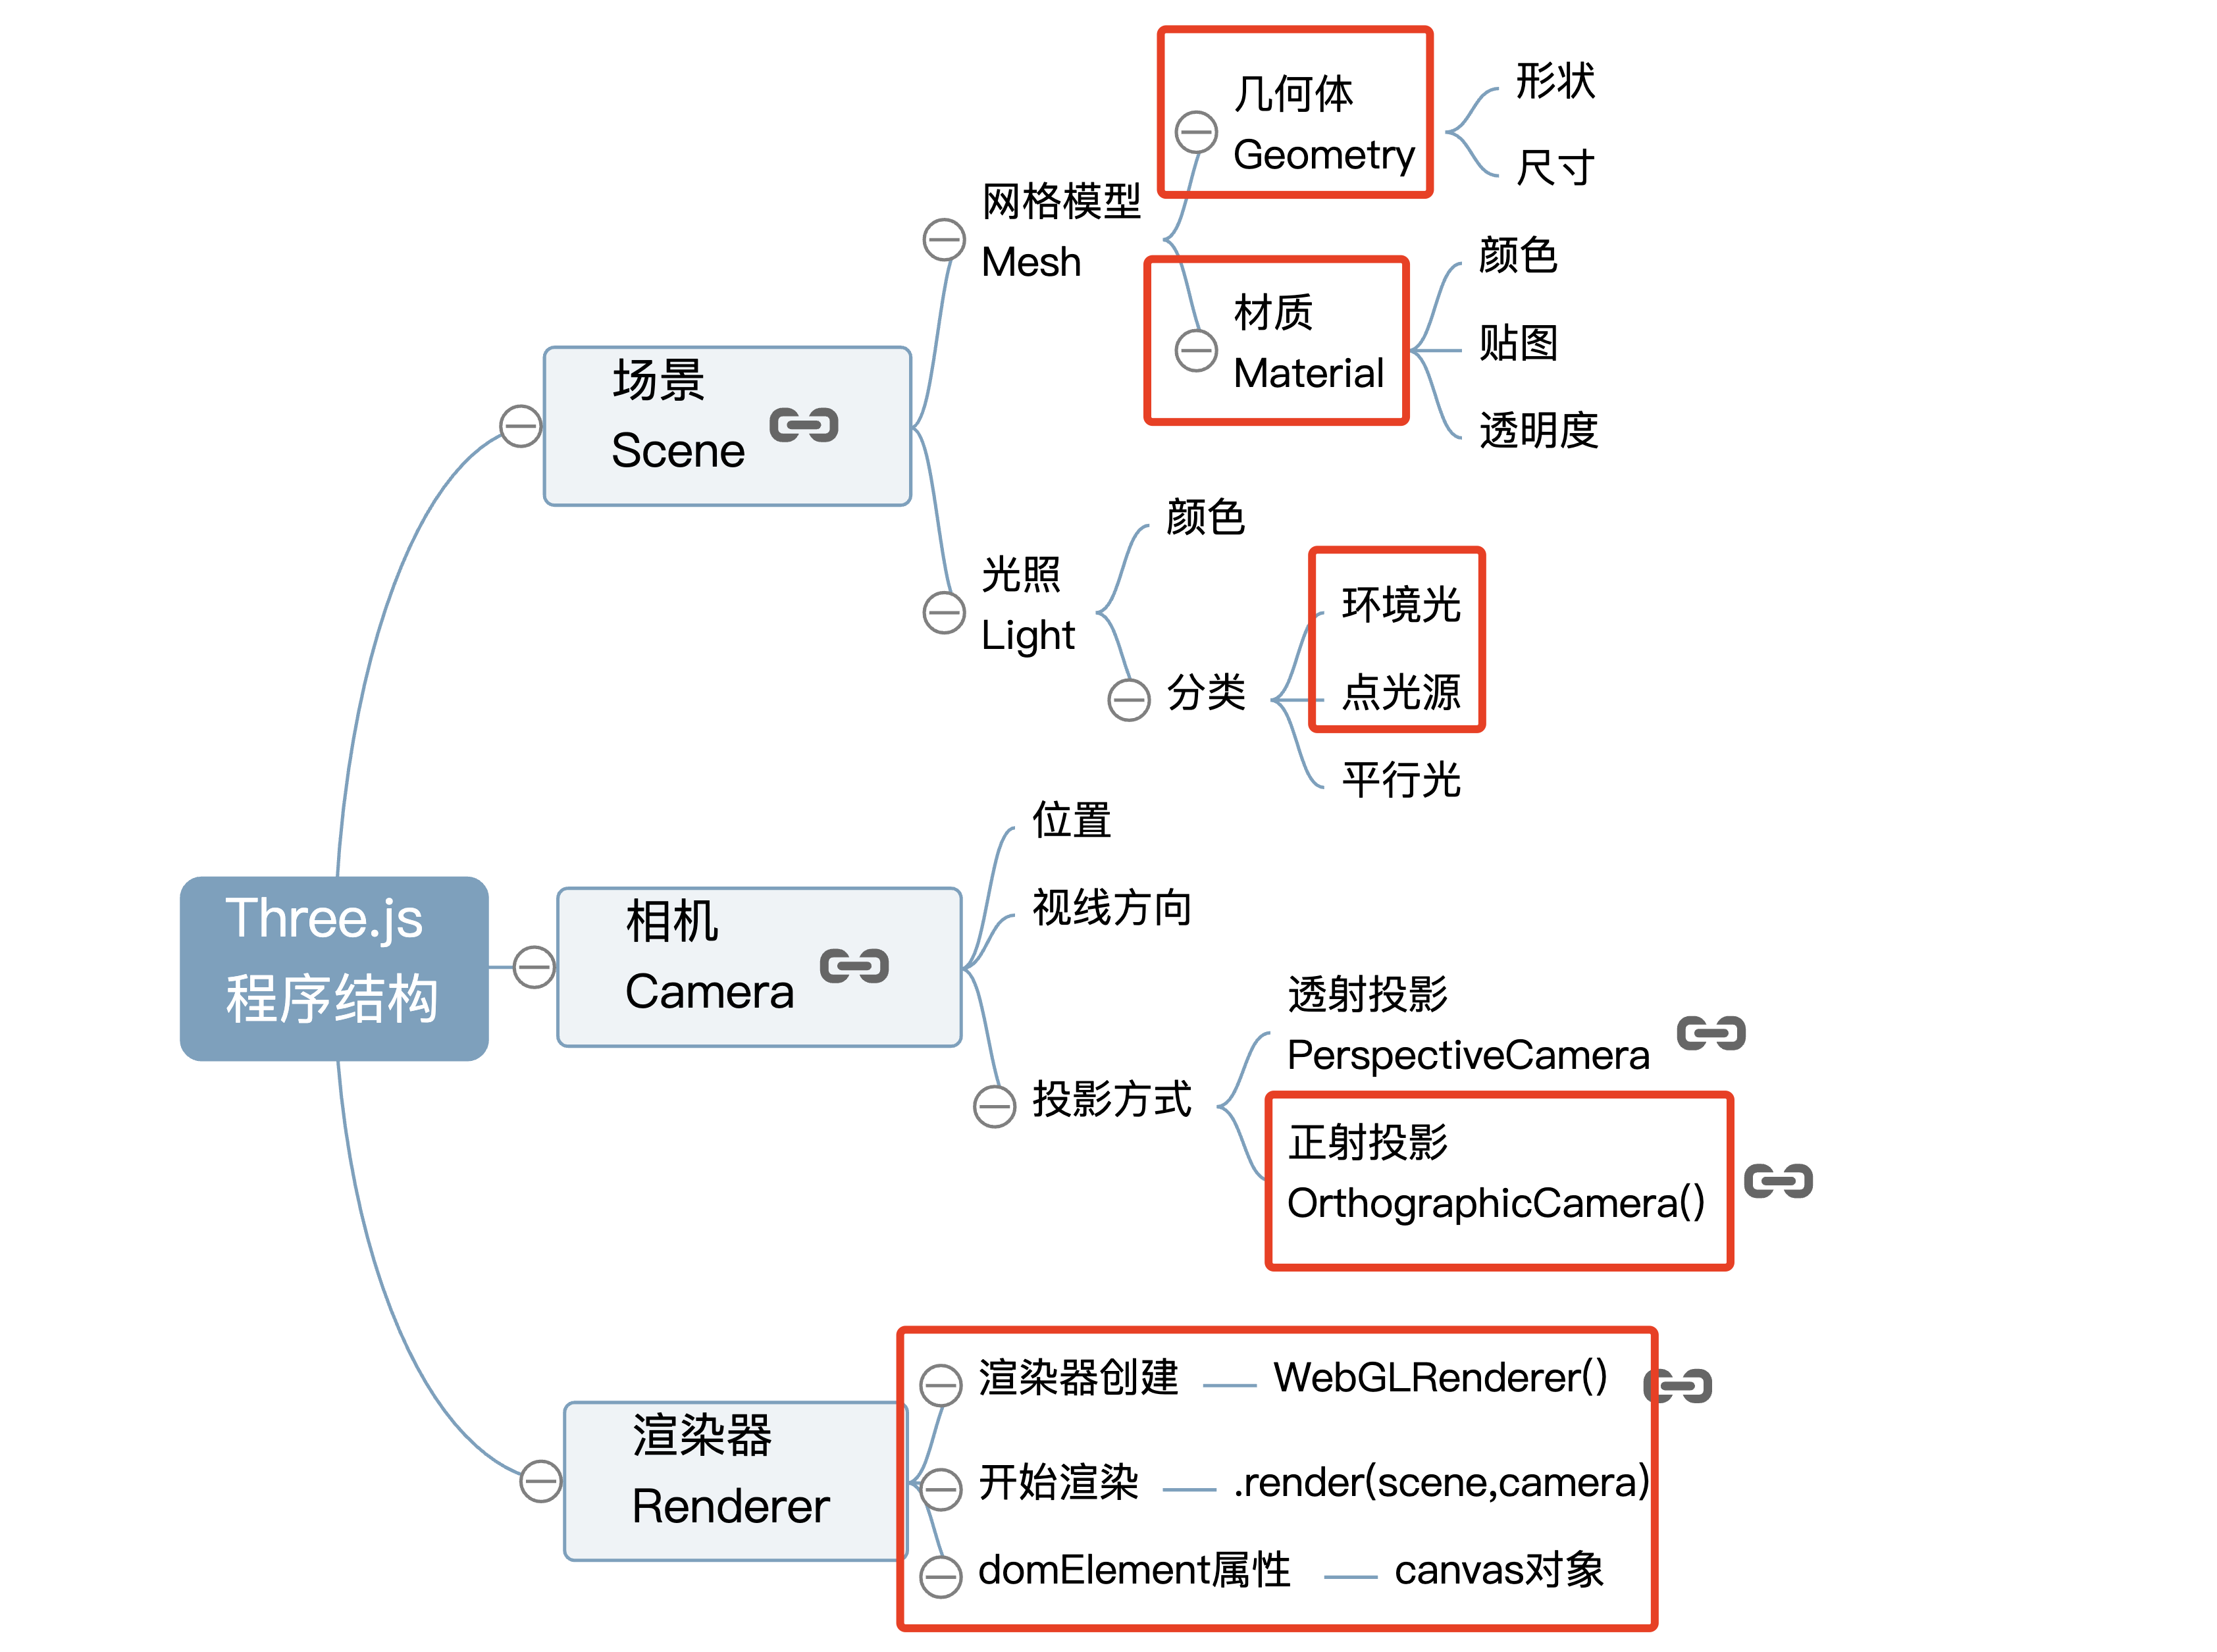 Three.js
程序结构
场景
Scene
网格模型
Mesh
几何体
Geometry
形状
尺寸
材质
Material
颜色
贴图
透明度
光照
Light
颜色
分类
环境光
点光源
平行光
相机
Camera
位置
视线方向
投影方式
透射投影
PerspectiveCamera
正射投影
OrthographicCamera()
渲染器
Renderer
渲染器创建
WebGLRenderer()
开始渲染
.render(scene,camera)
domElement属性
canvas对象